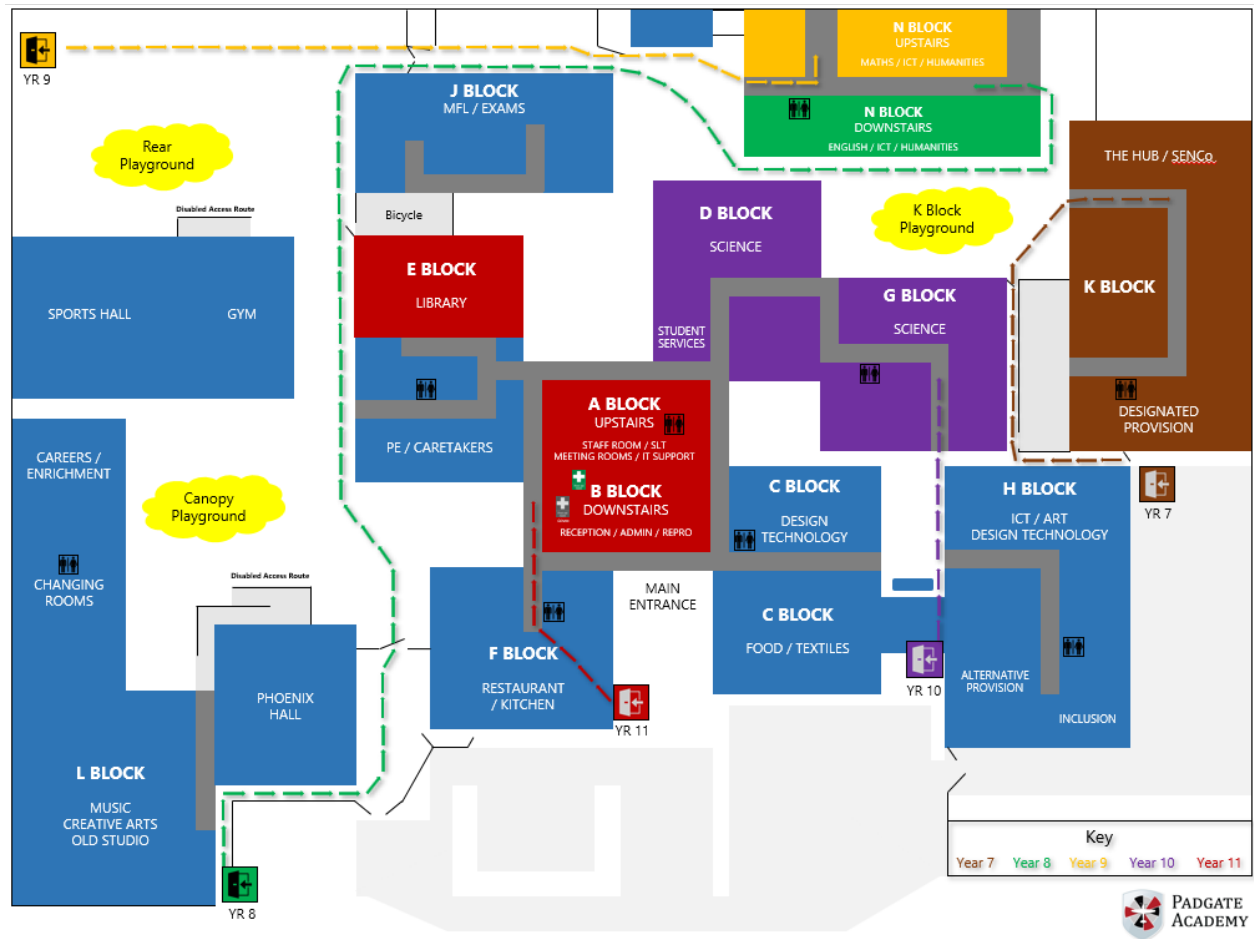 YR 9
Rear
Playground
Disabled Access Route
SPORTS HALL
GYM
CAREERS /
ENRICHMENT
Canopy
Playground
CHANGING
ROOMS
Disabled Access Route
PHOENIX
HALL
L BLOCK
MUSIC
CREATIVE ARTS
OLD STUDIO
YR 8
J BLOCK
MFL / EXAMS
Bicycle
E BLOCK
LIBRARY
PE / CARETAKERS
A BLOCK
UPSTAIRS
STAFF ROOM / SLT
MEETING ROOMS / IT SUPPORT
B BLOCK
DOWNSTAIRS
RECEPTION / ADMIN / REPRO
F BLOCK
RESTAURANT
/ KITCHEN
YR 11
MAIN
ENTRANCE
N BLOCK
UPSTAIRS
MATHS / ICT / HUMANITIES
N BLOCK
DOWNSTAIRS
ENGLISH / ICT / HUMANITIES
D BLOCK
SCIENCE
STUDENT
SERVICES
K Block
Playground
G BLOCK
SCIENCE
C BLOCK
DESIGN
TECHNOLOGY
C BLOCK
FOOD / TEXTILES
YR 10
THE HUB / SENCo
K BLOCK
DESIGNATED
PROVISION
H BLOCK
ICT / ART
DESIGN TECHNOLOGY
YR 7
ALTERNATIVE
PROVISION
INCLUSION
Key
Year 7 Year 8 Year 9 Year 10 Year 11
PADGATE
ACADEMY